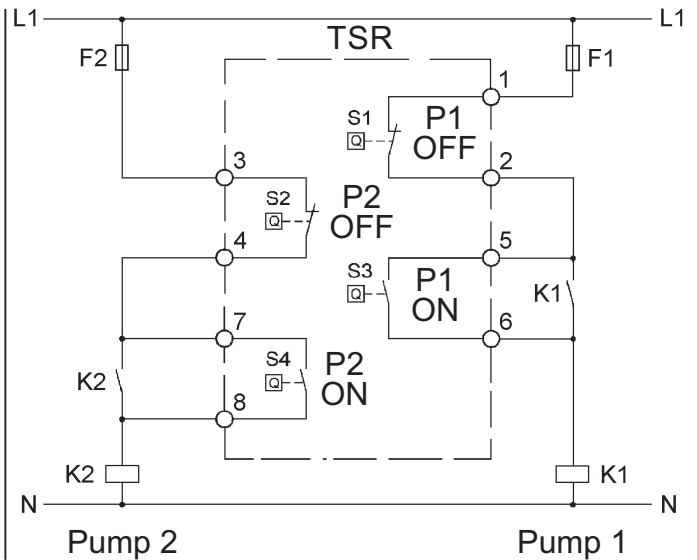 L1
L1
TSR
F2
F1
1
S1
Q
P1
OFF
3
2
S2
Q
P2
OFF
4
5
S3
Q
P1
ON
K1
7
6
S4
Q
P2
ON
K2
8
K2
K1
N
N
Pump 2
Pump 1